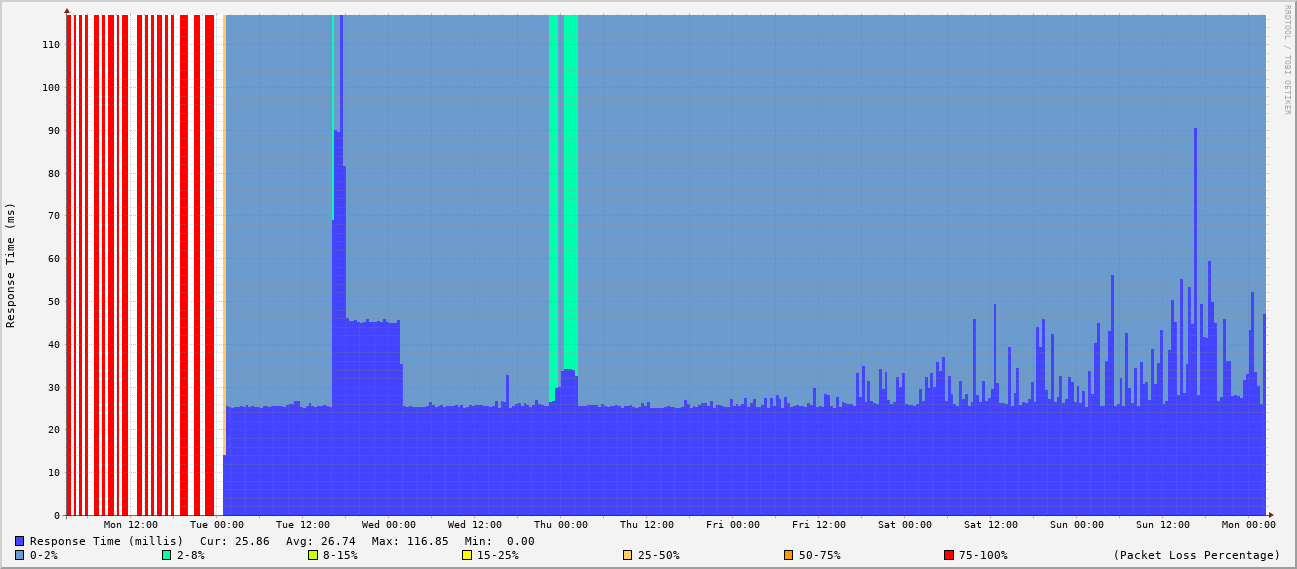 RRDTOOL / TOBI OETIKER
Response Time (ms)
110
100
90
80
70
60
50
40
30
20
10
0
Mon 12:00 Tue 00:00 Tue 12:00 Wed 00:00 Wed 12:00 Thu 00:00 Thu 12:00 Fri 00:00 Fri 12:00 Sat 00:00 Sat 12:00 Sun 00:00 Sun 12:00 Mon 00:00
Response Time (millis) Cur: 25.86 Avg: 26.74 Max: 116.85 Min: 0.00
0-2% 2-8% 8-15% 15-25% 25-50% 50-75% 75-100% (Packet Loss Percentage)